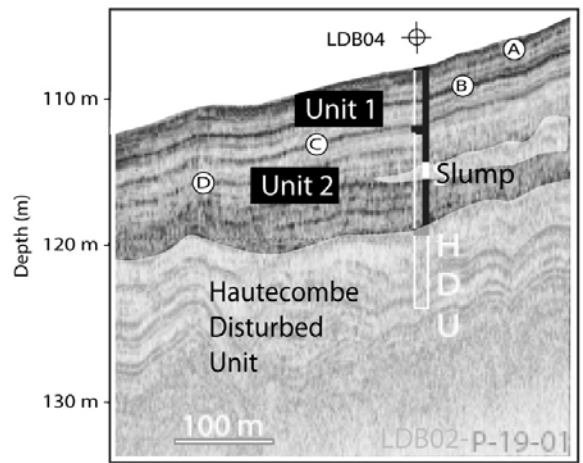 LDB04
A
110 m
B
Unit 1
C
D
Unit 2
Slump
Depth (m)
120 m
H
D
U
Hautecombe
Disturbed
Unit
130 m
100 m
LDB02-P-19-01